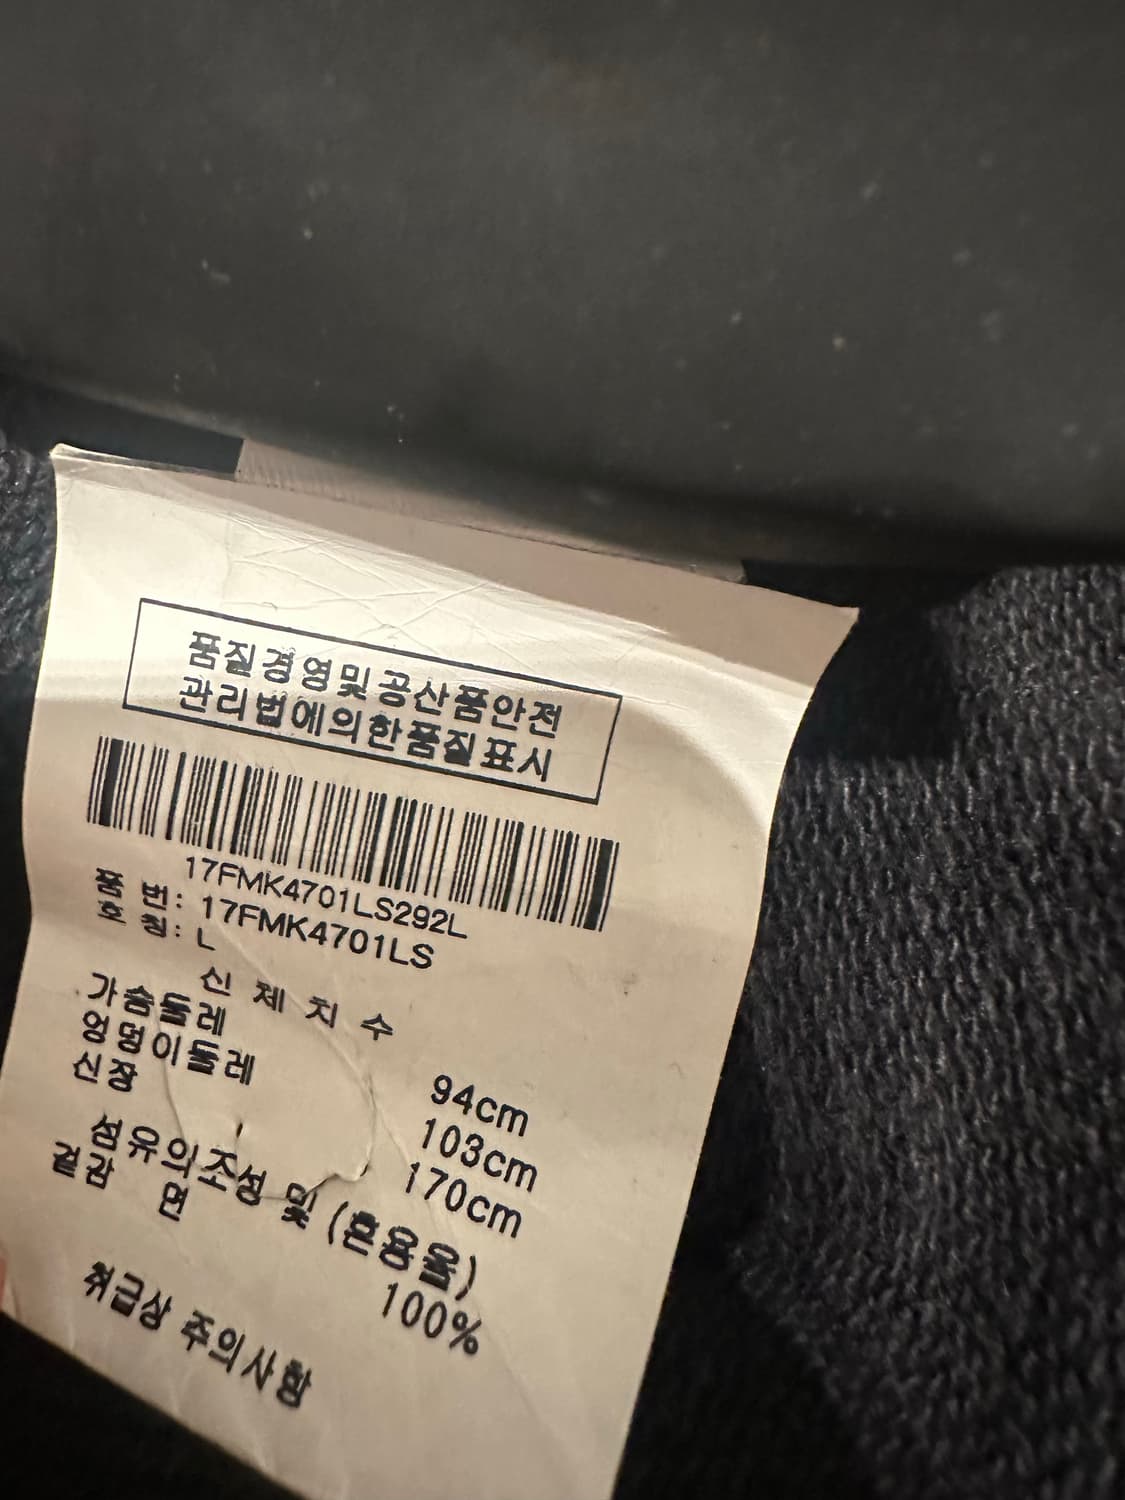 품질경영및공산품안전
관리법에의한품질표시
17FMK4701LS292L
품 번: 17FMK4701LS
호 칭: L
신 체 치 수
가슴둘레 94cm
엉덩이둘레 103cm
신장 170cm
섬유의조성 및 (혼용율)
겉감 면 100%
취급상 주의사항